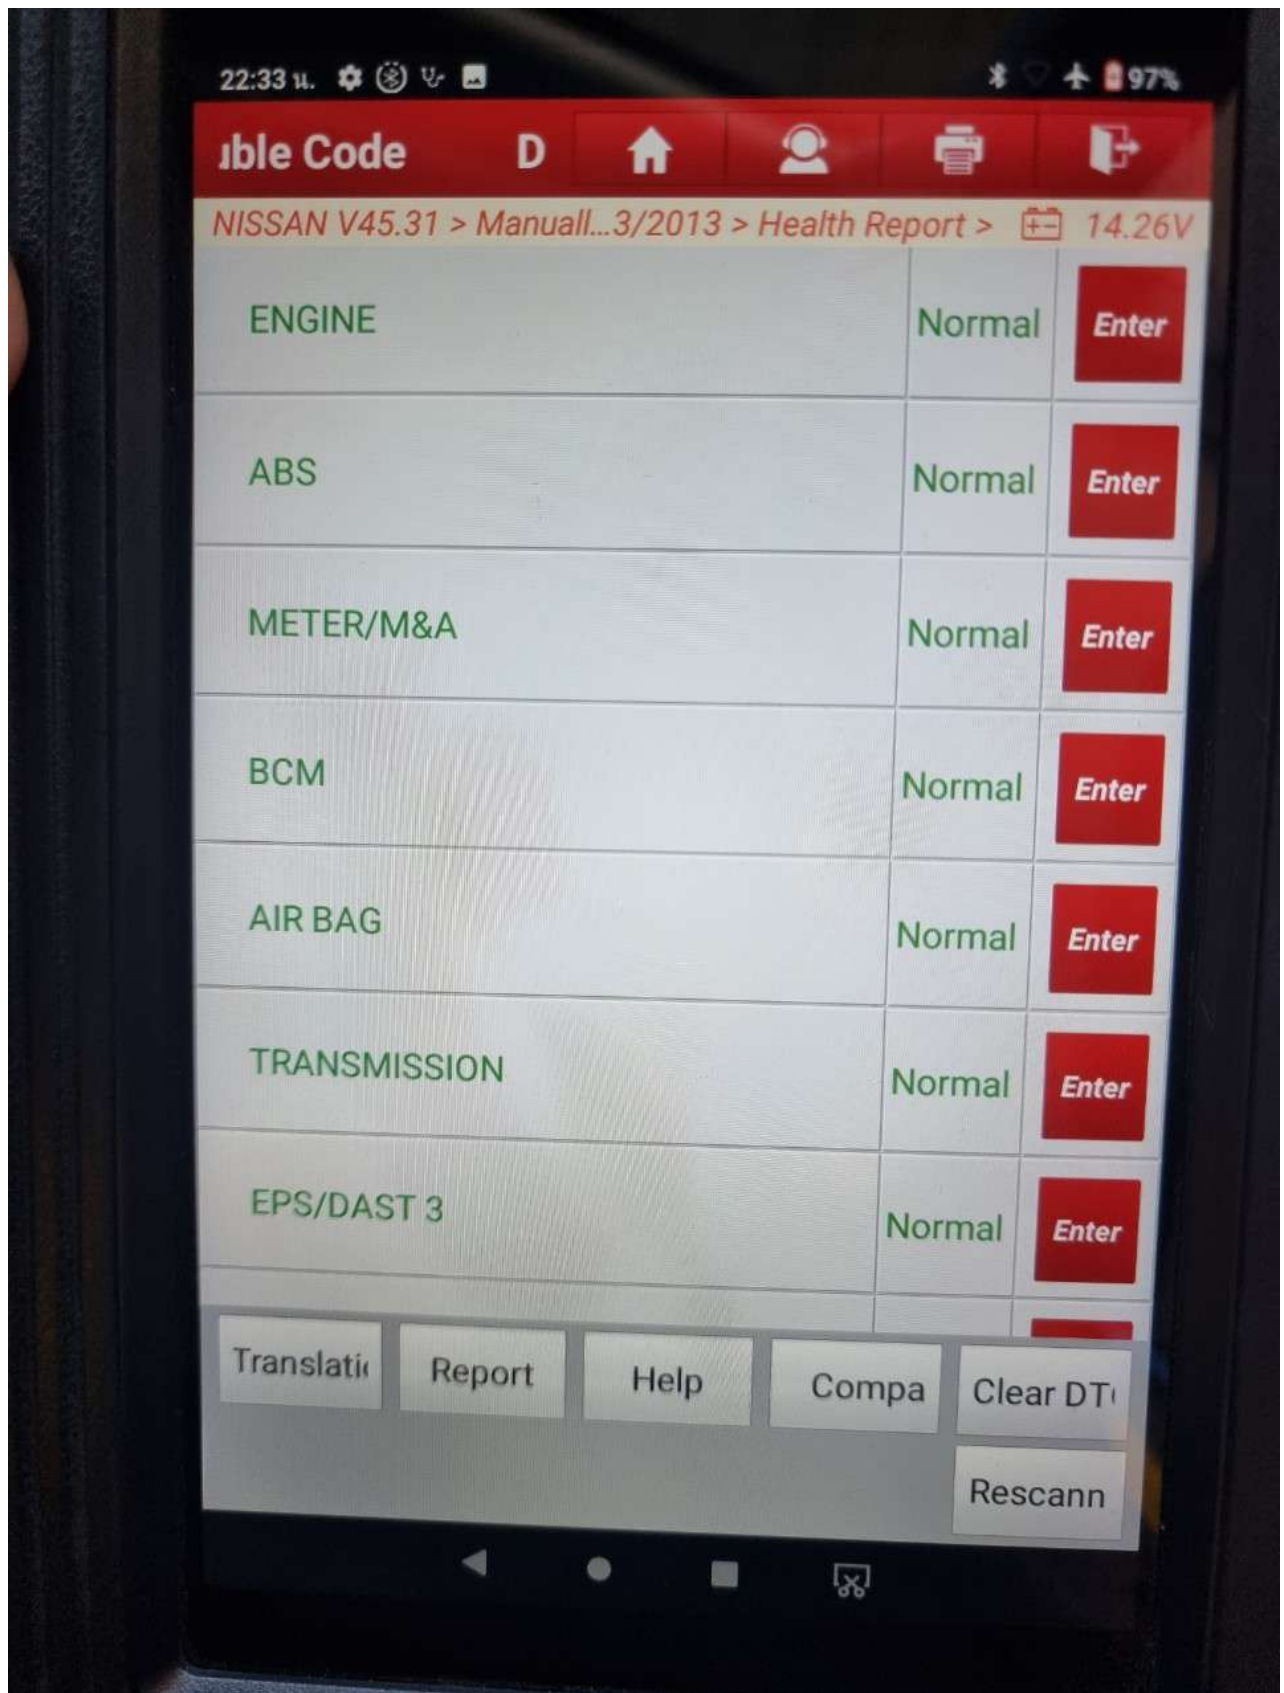 22:33 น. 97%
ıble Code D
NISSAN V45.31 > Manuall...3/2013 > Health Report > 14.26V
ENGINE Normal Enter
ABS Normal Enter
METER/M&A Normal Enter
BCM Normal Enter
AIR BAG Normal Enter
TRANSMISSION Normal Enter
EPS/DAST 3 Normal Enter
Translati Report Help Compa Clear DT
Rescann